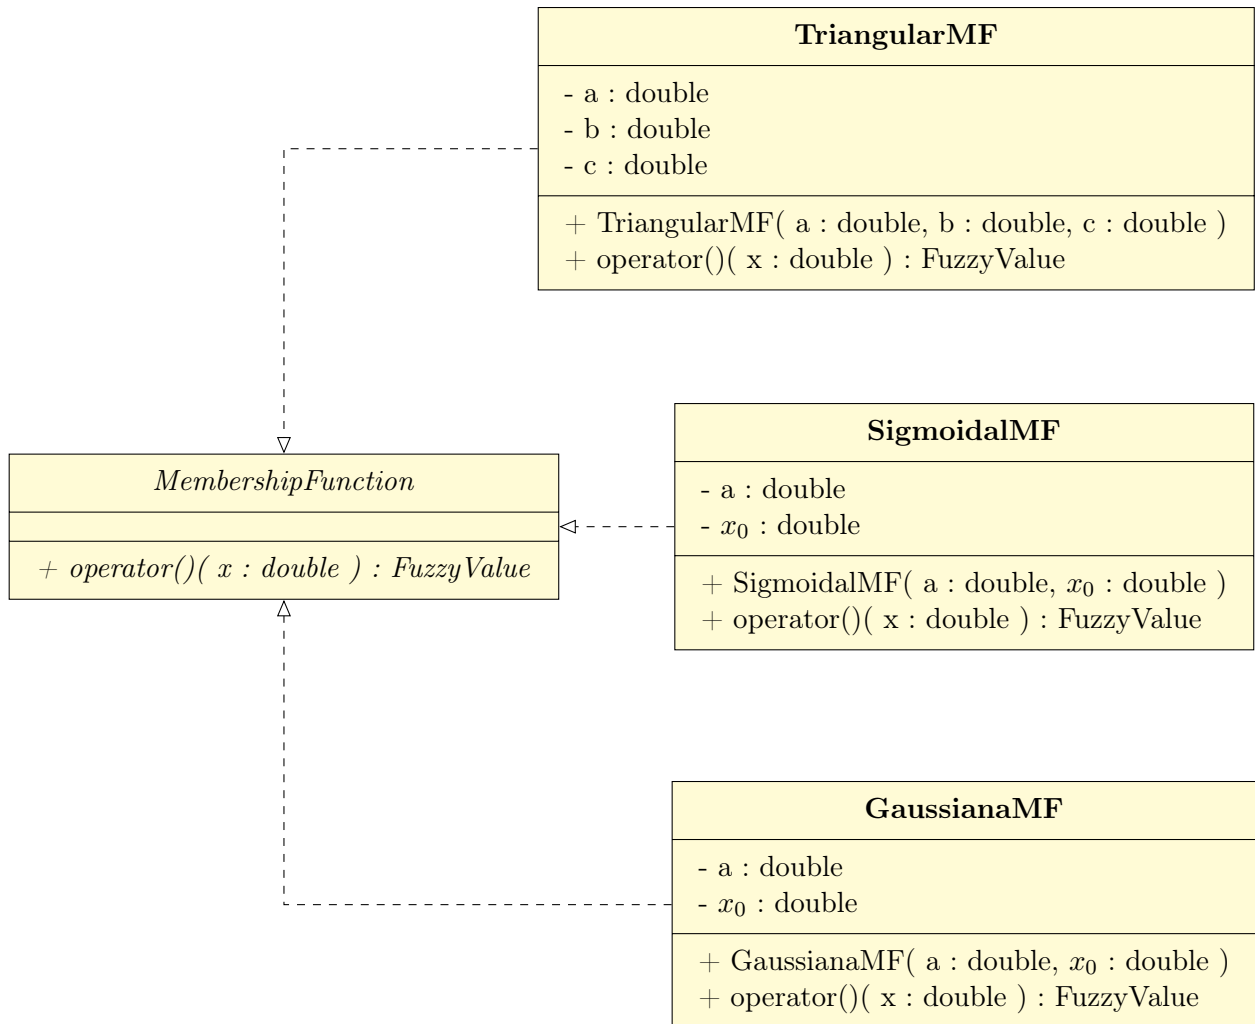 TriangularMF
- a : double
- b : double
- c : double
+ TriangularMF( a : double, b : double, c : double )
+ operator()( x : double ) : FuzzyValue
SigmoidalMF
- a : double
- x₀ : double
+ SigmoidalMF( a : double, x₀ : double )
+ operator()( x : double ) : FuzzyValue
MembershipFunction
+ operator()( x : double ) : FuzzyValue
GaussianaMF
- a : double
- x₀ : double
+ GaussianaMF( a : double, x₀ : double )
+ operator()( x : double ) : FuzzyValue